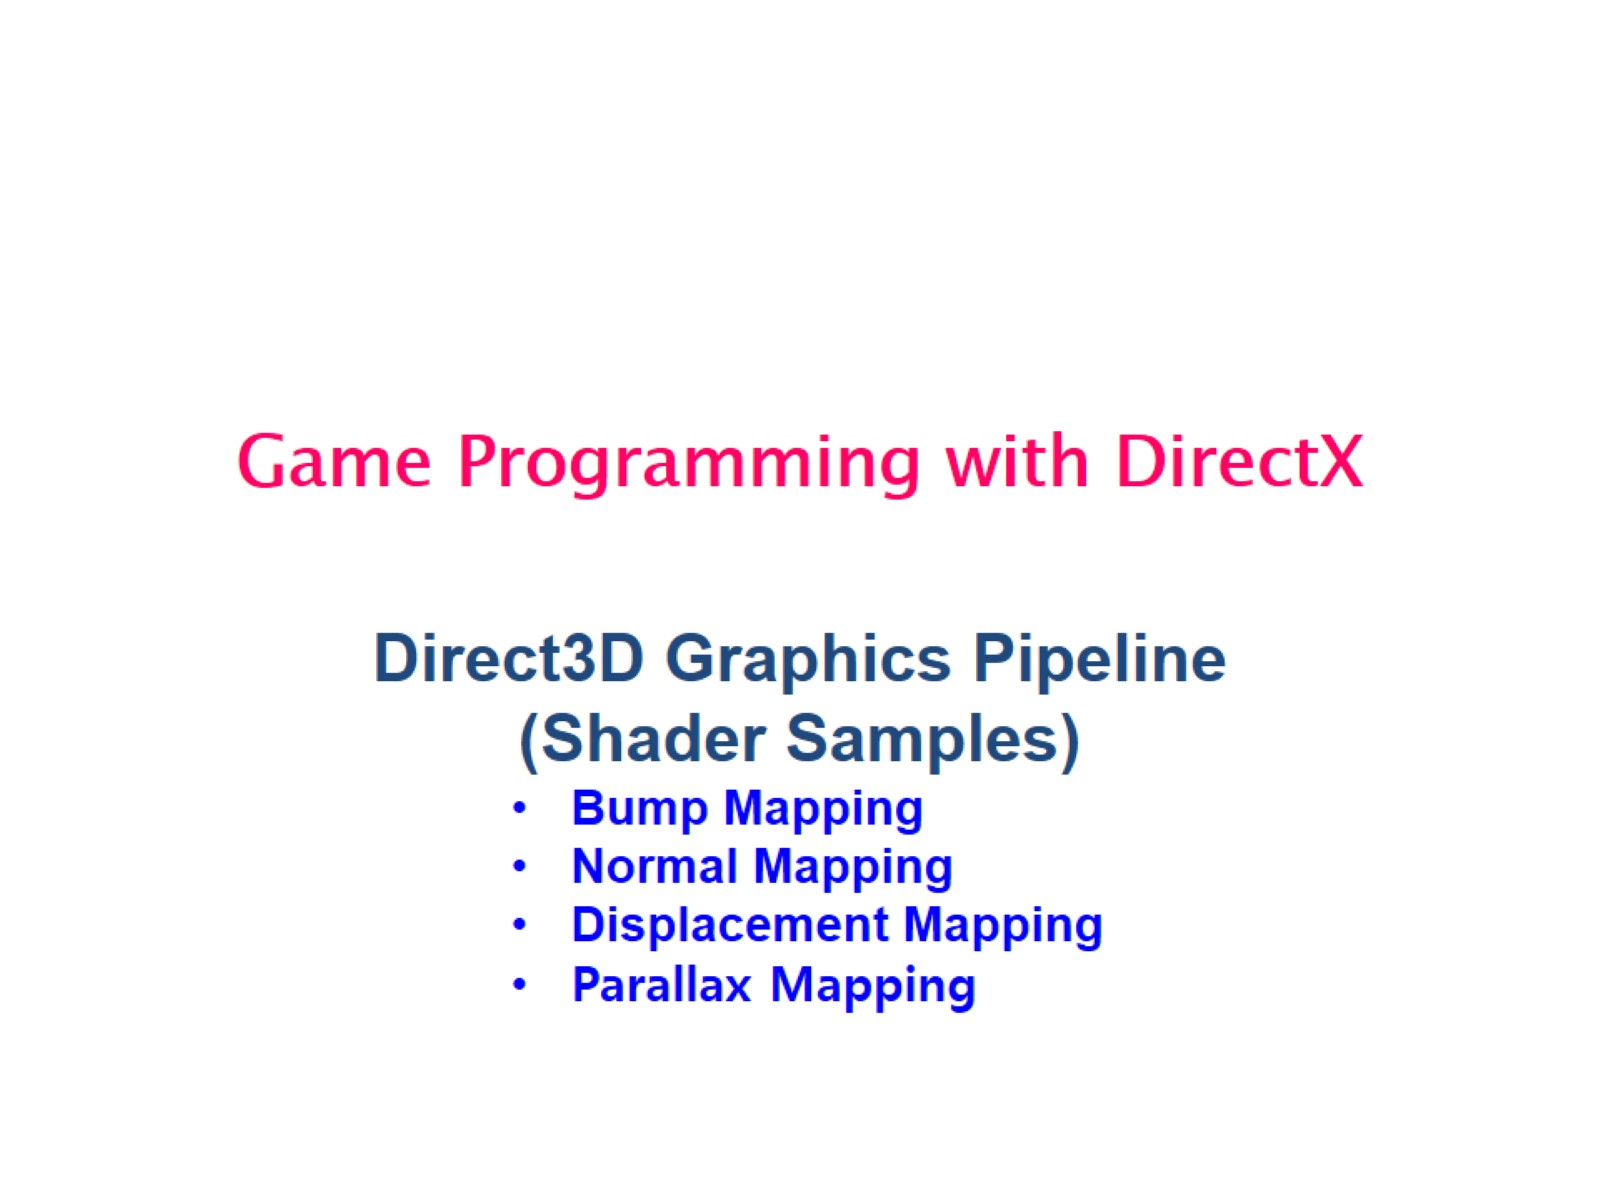 Game Programming with DirectX
Direct3D Graphics Pipeline
(Shader Samples)
• Bump Mapping
• Normal Mapping
• Displacement Mapping
• Parallax Mapping